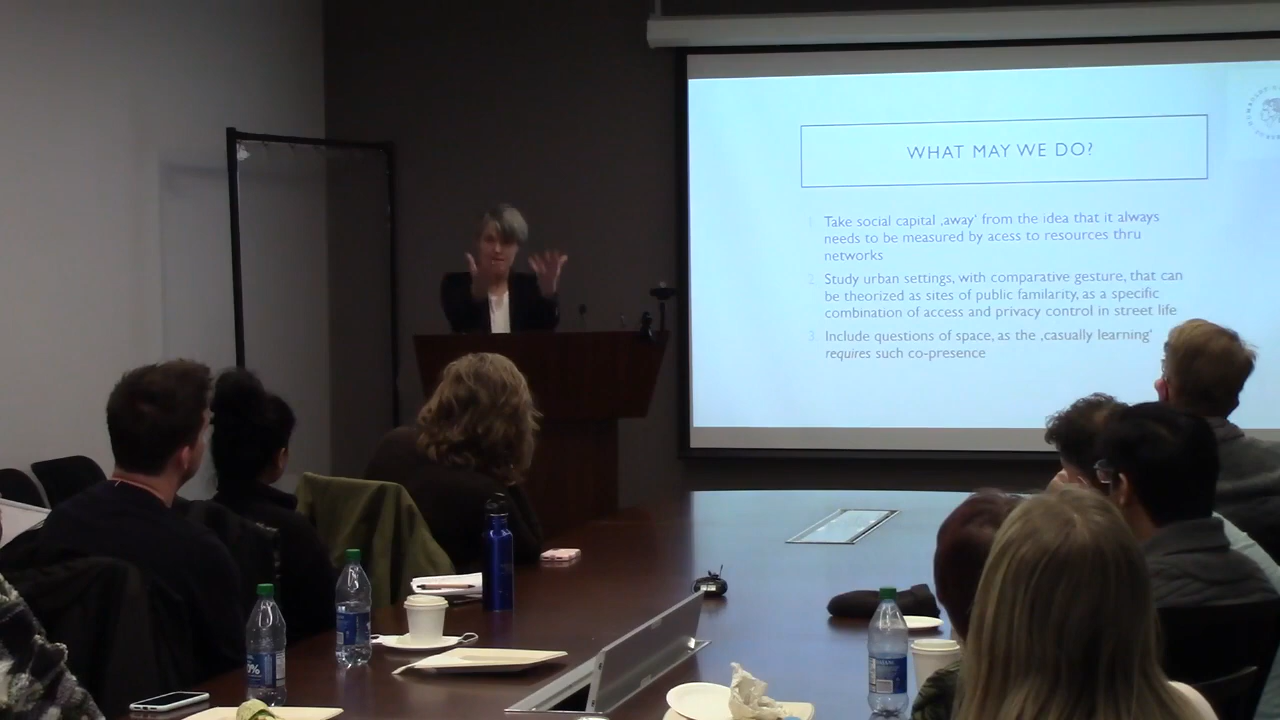 WHAT MAY WE DO?
1. Take social capital ‚away' from the idea that it always
needs to be measured by acess to resources thru
networks
2. Study urban settings, with comparative gesture, that can
be theorized as sites of public familarity, as a specific
combination of access and privacy control in street life
3. Include questions of space, as the ‚casually learning'
requires such co-presence